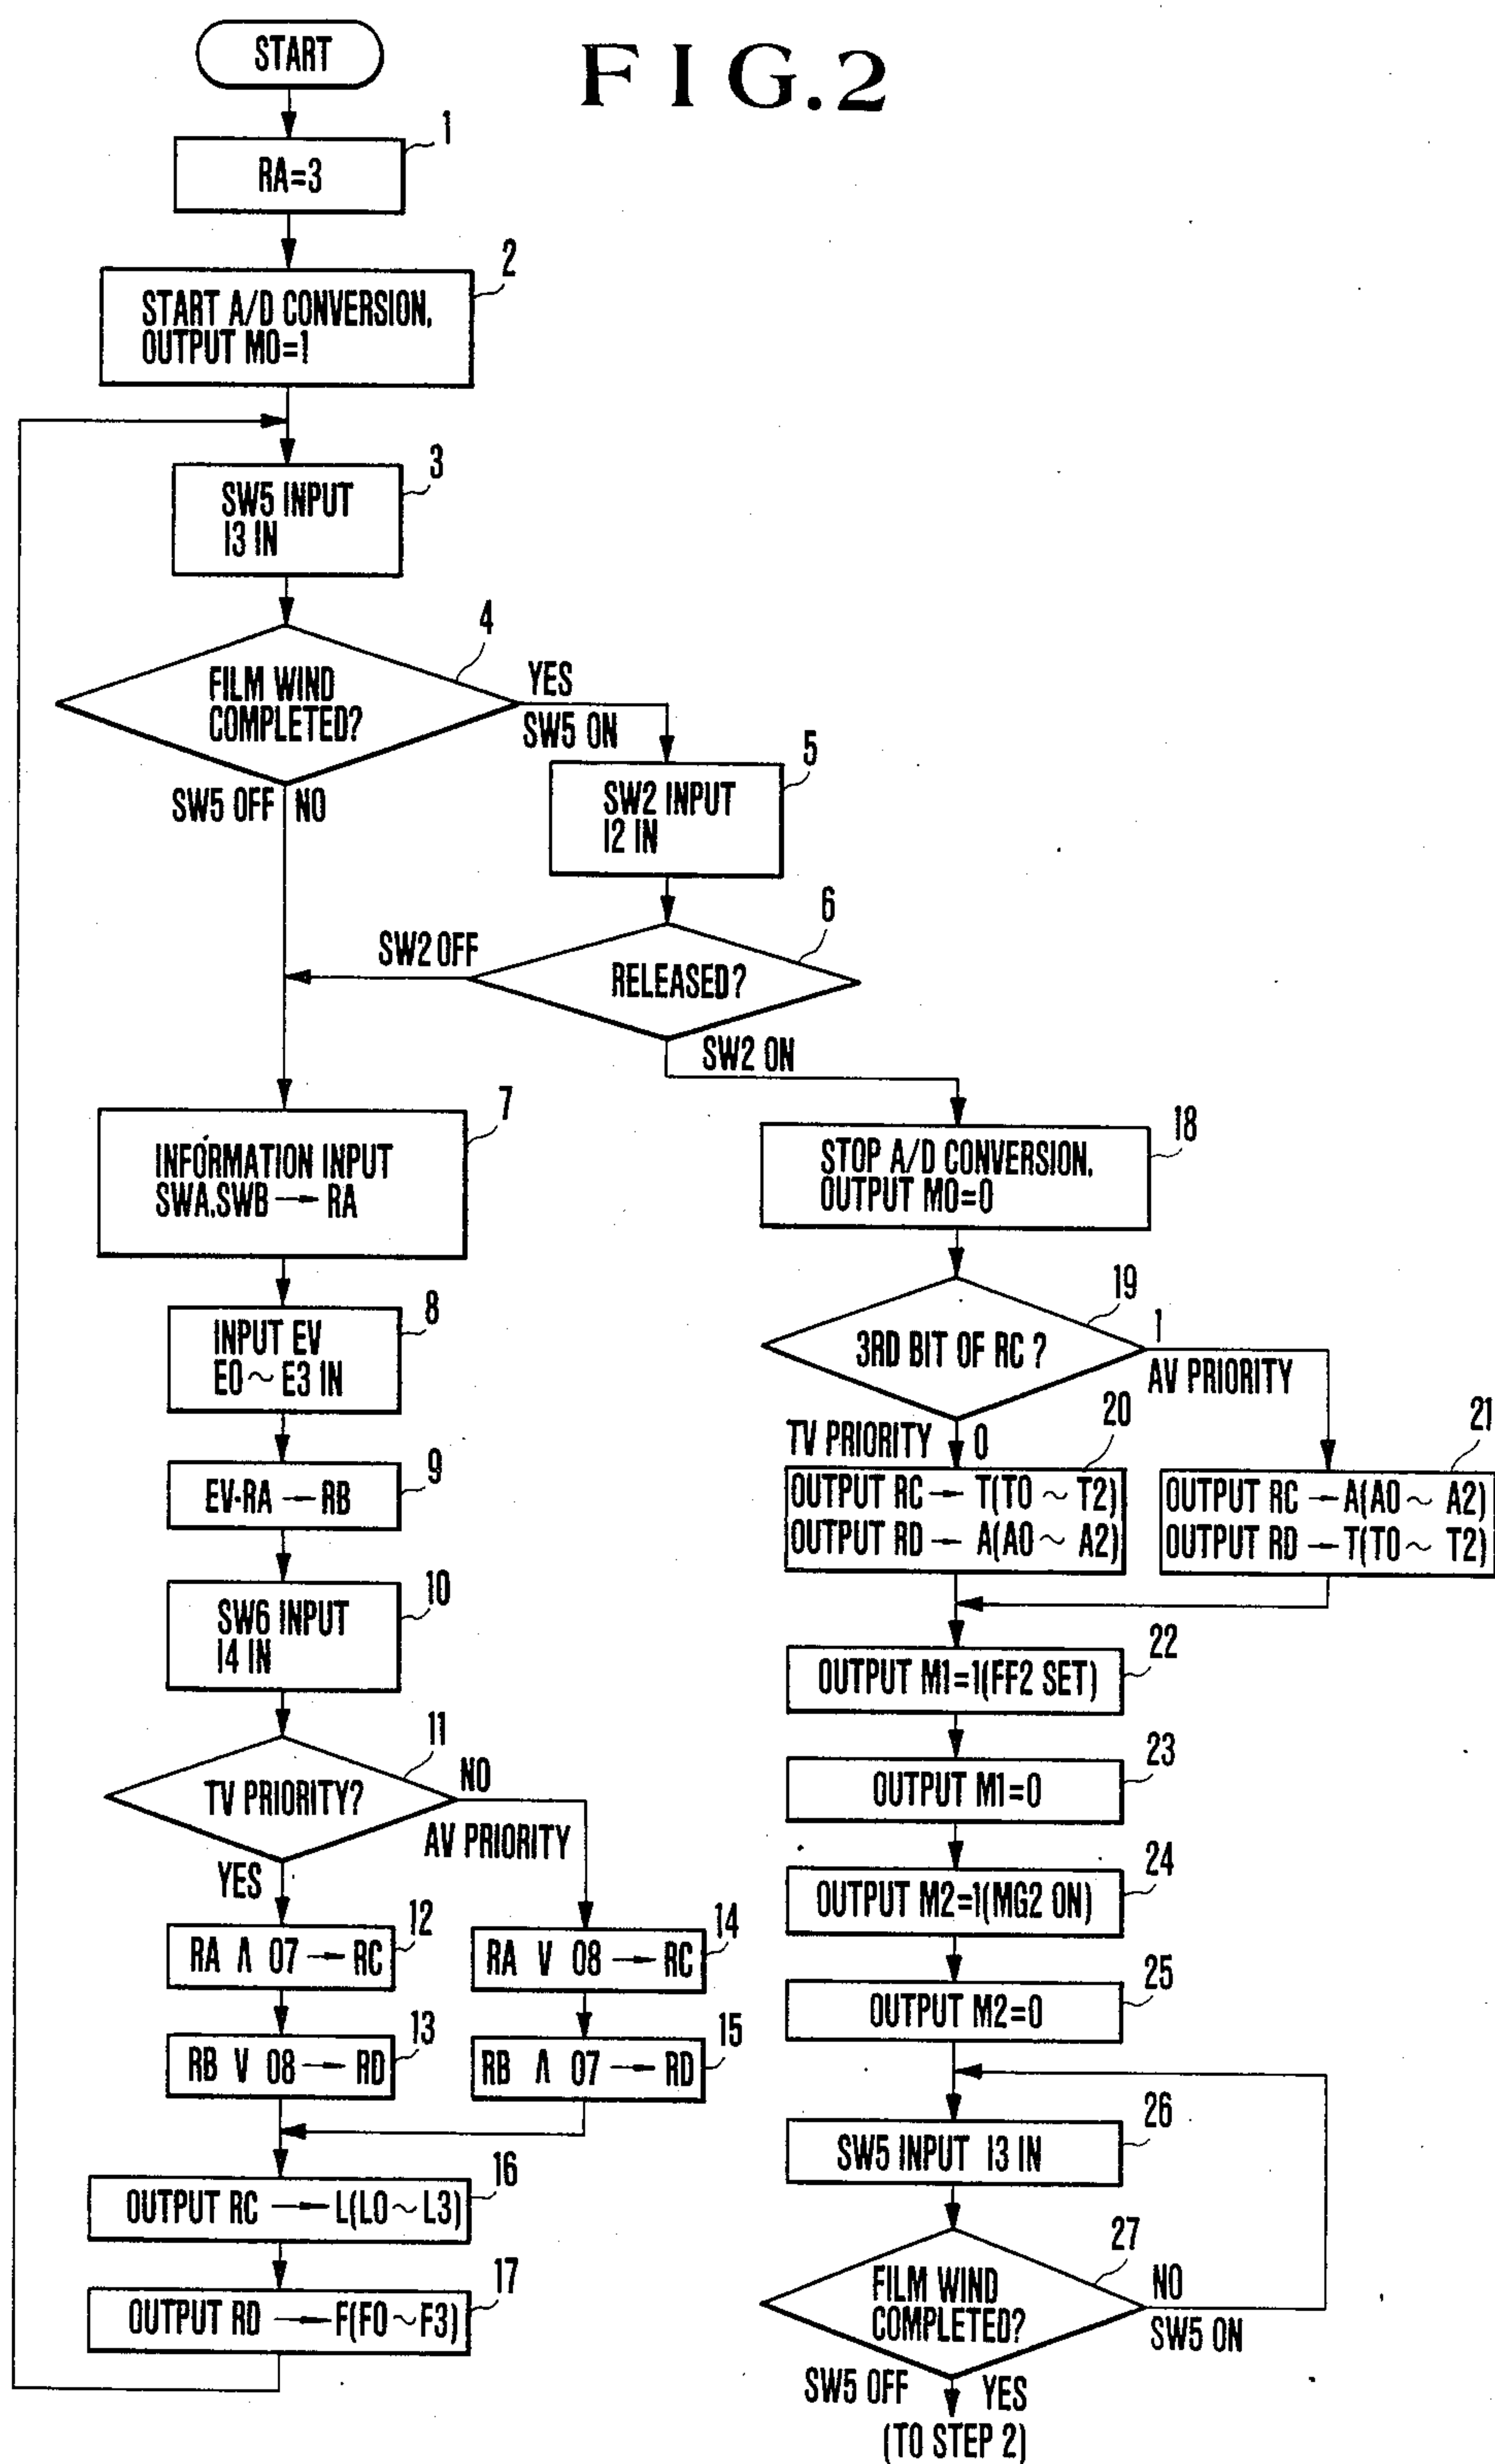 FIG.2
START
1
RA=3
2
START A/D CONVERSION,
OUTPUT M0=1
3
SW5 INPUT
I3 IN
4
FILM WIND
COMPLETED?
YES
SW5 ON
SW5 OFF NO
5
SW2 INPUT
I2 IN
6
RELEASED?
SW2 OFF
SW2 ON
7
INFORMATION INPUT
SWA.SWB → RA
8
INPUT EV
E0~E3 IN
9
EV-RA → RB
10
SW6 INPUT
I4 IN
11
TV PRIORITY?
NO
AV PRIORITY
YES
12
RA Λ 07 → RC
13
RB V 08 → RD
14
RA V 08 → RC
15
RB Λ 07 → RD
16
OUTPUT RC → L(L0~L3)
17
OUTPUT RD → F(F0~F3)
18
STOP A/D CONVERSION,
OUTPUT M0=0
19
3RD BIT OF RC?
1
AV PRIORITY
TV PRIORITY 0
20
OUTPUT RC → T(T0~T2)
OUTPUT RD → A(A0~A2)
21
OUTPUT RC → A(A0~A2)
OUTPUT RD → T(T0~T2)
22
OUTPUT M1=1(FF2 SET)
23
OUTPUT M1=0
24
OUTPUT M2=1(MG2 ON)
25
OUTPUT M2=0
26
SW5 INPUT I3 IN
27
FILM WIND
COMPLETED?
NO
SW5 ON
SW5 OFF YES
(TO STEP 2)